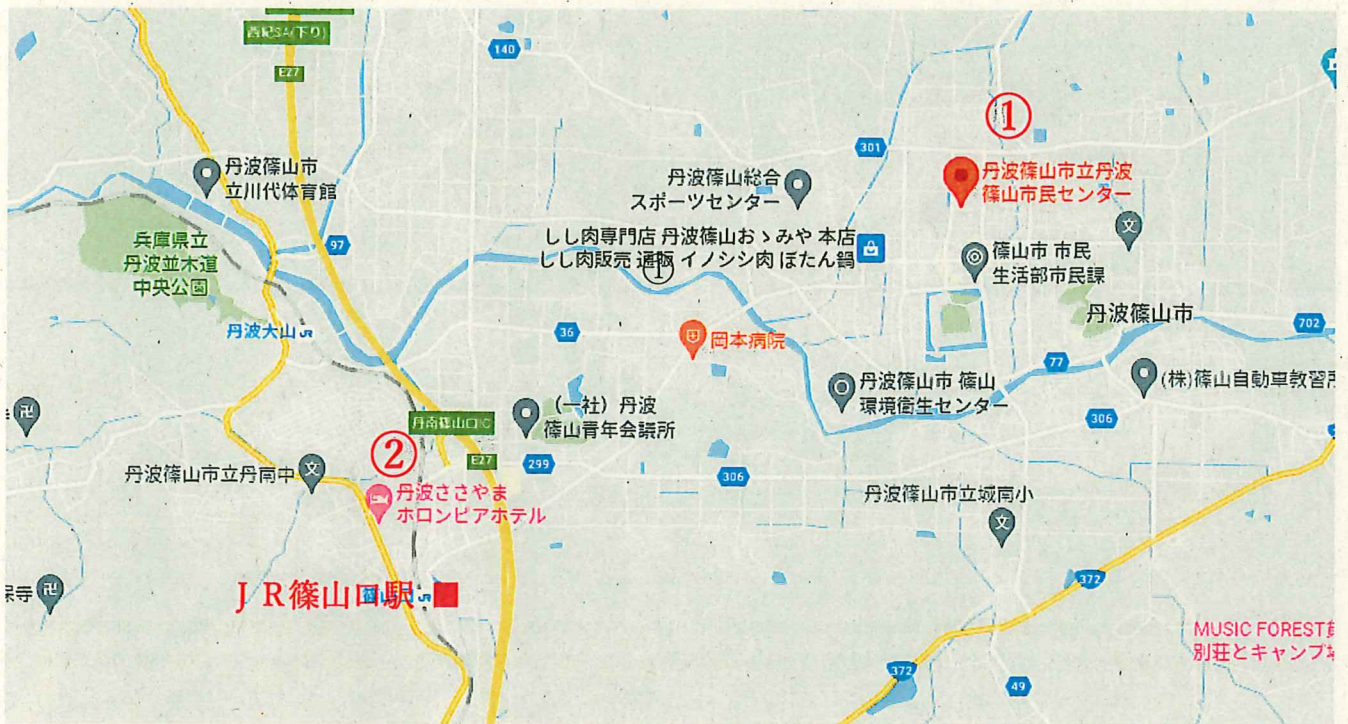 西紀SA(下り)
E27
140
①
301
丹波篠山市
立川代体育館
丹波篠山総合
スポーツセンター
丹波篠山市立丹波
篠山市民センター
文
兵庫県立
丹波並木道
中央公園
97
しし肉専門店 丹波篠山おゝみや 本店
しし肉販売 通販 イノシシ肉 ぼたん鍋
①
篠山市 市民
生活部市民課
丹波篠山市
丹波大山
JR
36
岡本病院
702
77
丹波篠山市 篠山
環境衛生センター
(株)篠山自動車教習所
卍
(一社)丹波
篠山青年会議所
306
丹南篠山口IC
②
E27
299
306
丹波篠山市立丹南中
文
丹波ささやま
ホロンピアホテル
丹波篠山市立城南小
文
372
保寺
卍
JR篠山口駅
JR
MUSIC FOREST
別荘とキャンプ
372
49